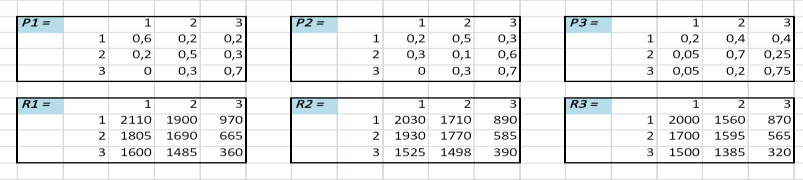 P1 = 1 2 3 P2 = 1 2 3 P3 = 1 2 3
1 0,6 0,2 0,2 1 0,2 0,5 0,3 1 0,2 0,4 0,4
2 0,2 0,5 0,3 2 0,3 0,1 0,6 2 0,05 0,7 0,25
3 0 0,3 0,7 3 0 0,3 0,7 3 0,05 0,2 0,75
R1 = 1 2 3 R2 = 1 2 3 R3 = 1 2 3
1 2110 1900 970 1 2030 1710 890 1 2000 1560 870
2 1805 1690 665 2 1930 1770 585 2 1700 1595 565
3 1600 1485 360 3 1525 1498 390 3 1500 1385 320